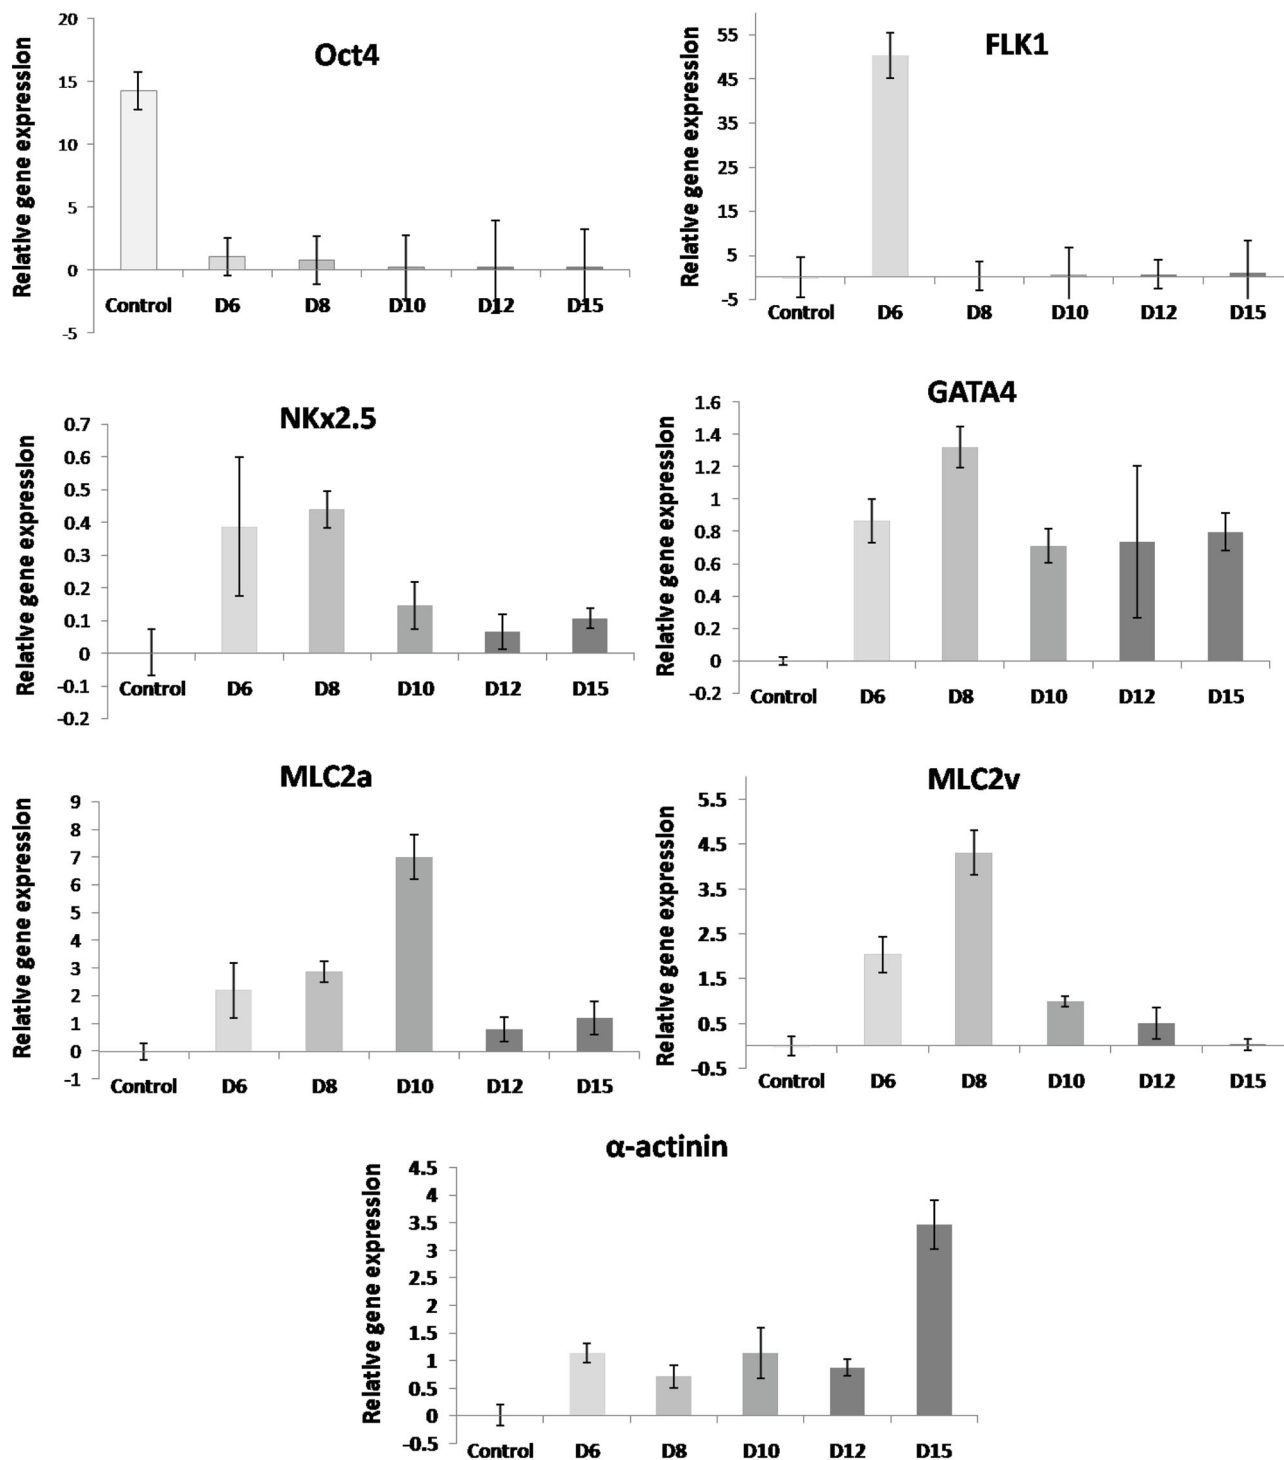 Oct4
Relative gene expression
20
15
10
5
0
-5
Control D6 D8 D10 D12 D15
FLK1
Relative gene expression
55
45
35
25
15
5
-5
Control D6 D8 D10 D12 D15
NKx2.5
Relative gene expression
0.7
0.6
0.5
0.4
0.3
0.2
0.1
0
-0.1
-0.2
Control D6 D8 D10 D12 D15
GATA4
Relative gene expression
1.6
1.4
1.2
1
0.8
0.6
0.4
0.2
0
-0.2
Control D6 D8 D10 D12 D15
MLC2a
Relative gene expression
9
8
7
6
5
4
3
2
1
0
-1
Control D6 D8 D10 D12 D15
MLC2v
Relative gene expression
5.5
4.5
3.5
2.5
1.5
0.5
-0.5
Control D6 D8 D10 D12 D15
α-actinin
Relative gene expression
4.5
4
3.5
3
2.5
2
1.5
1
0.5
0
-0.5
Control D6 D8 D10 D12 D15